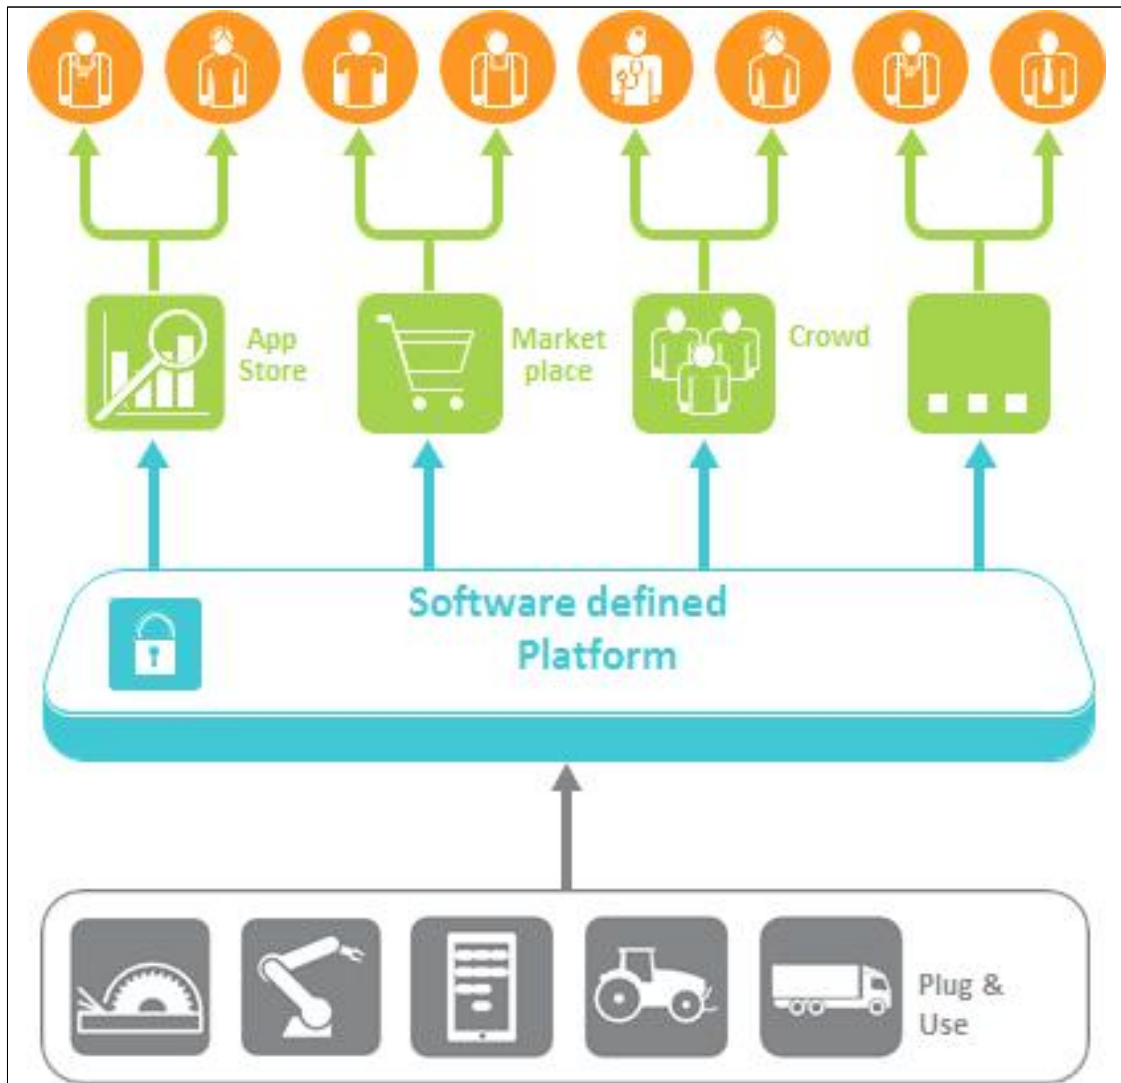 App
Store
Market
place
Crowd
Software defined
Platform
Plug &
Use